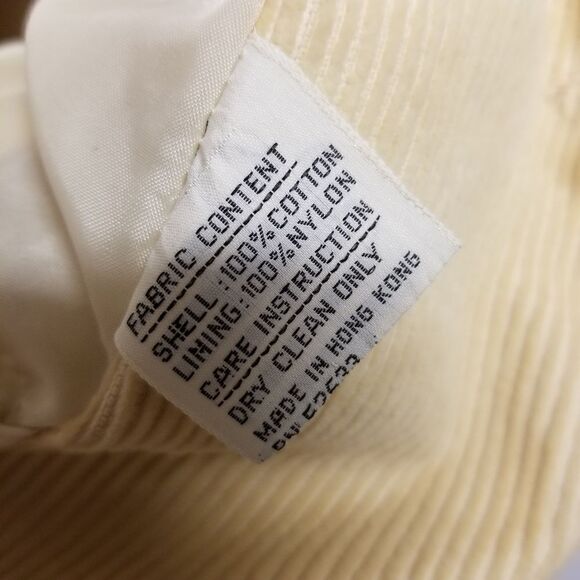 FABRIC CONTENT
SHELL :100% COTTON
LINING:100% NYLON
CARE INSTRUCTION
DRY CLEAN ONLY
MADE IN HONG KONG